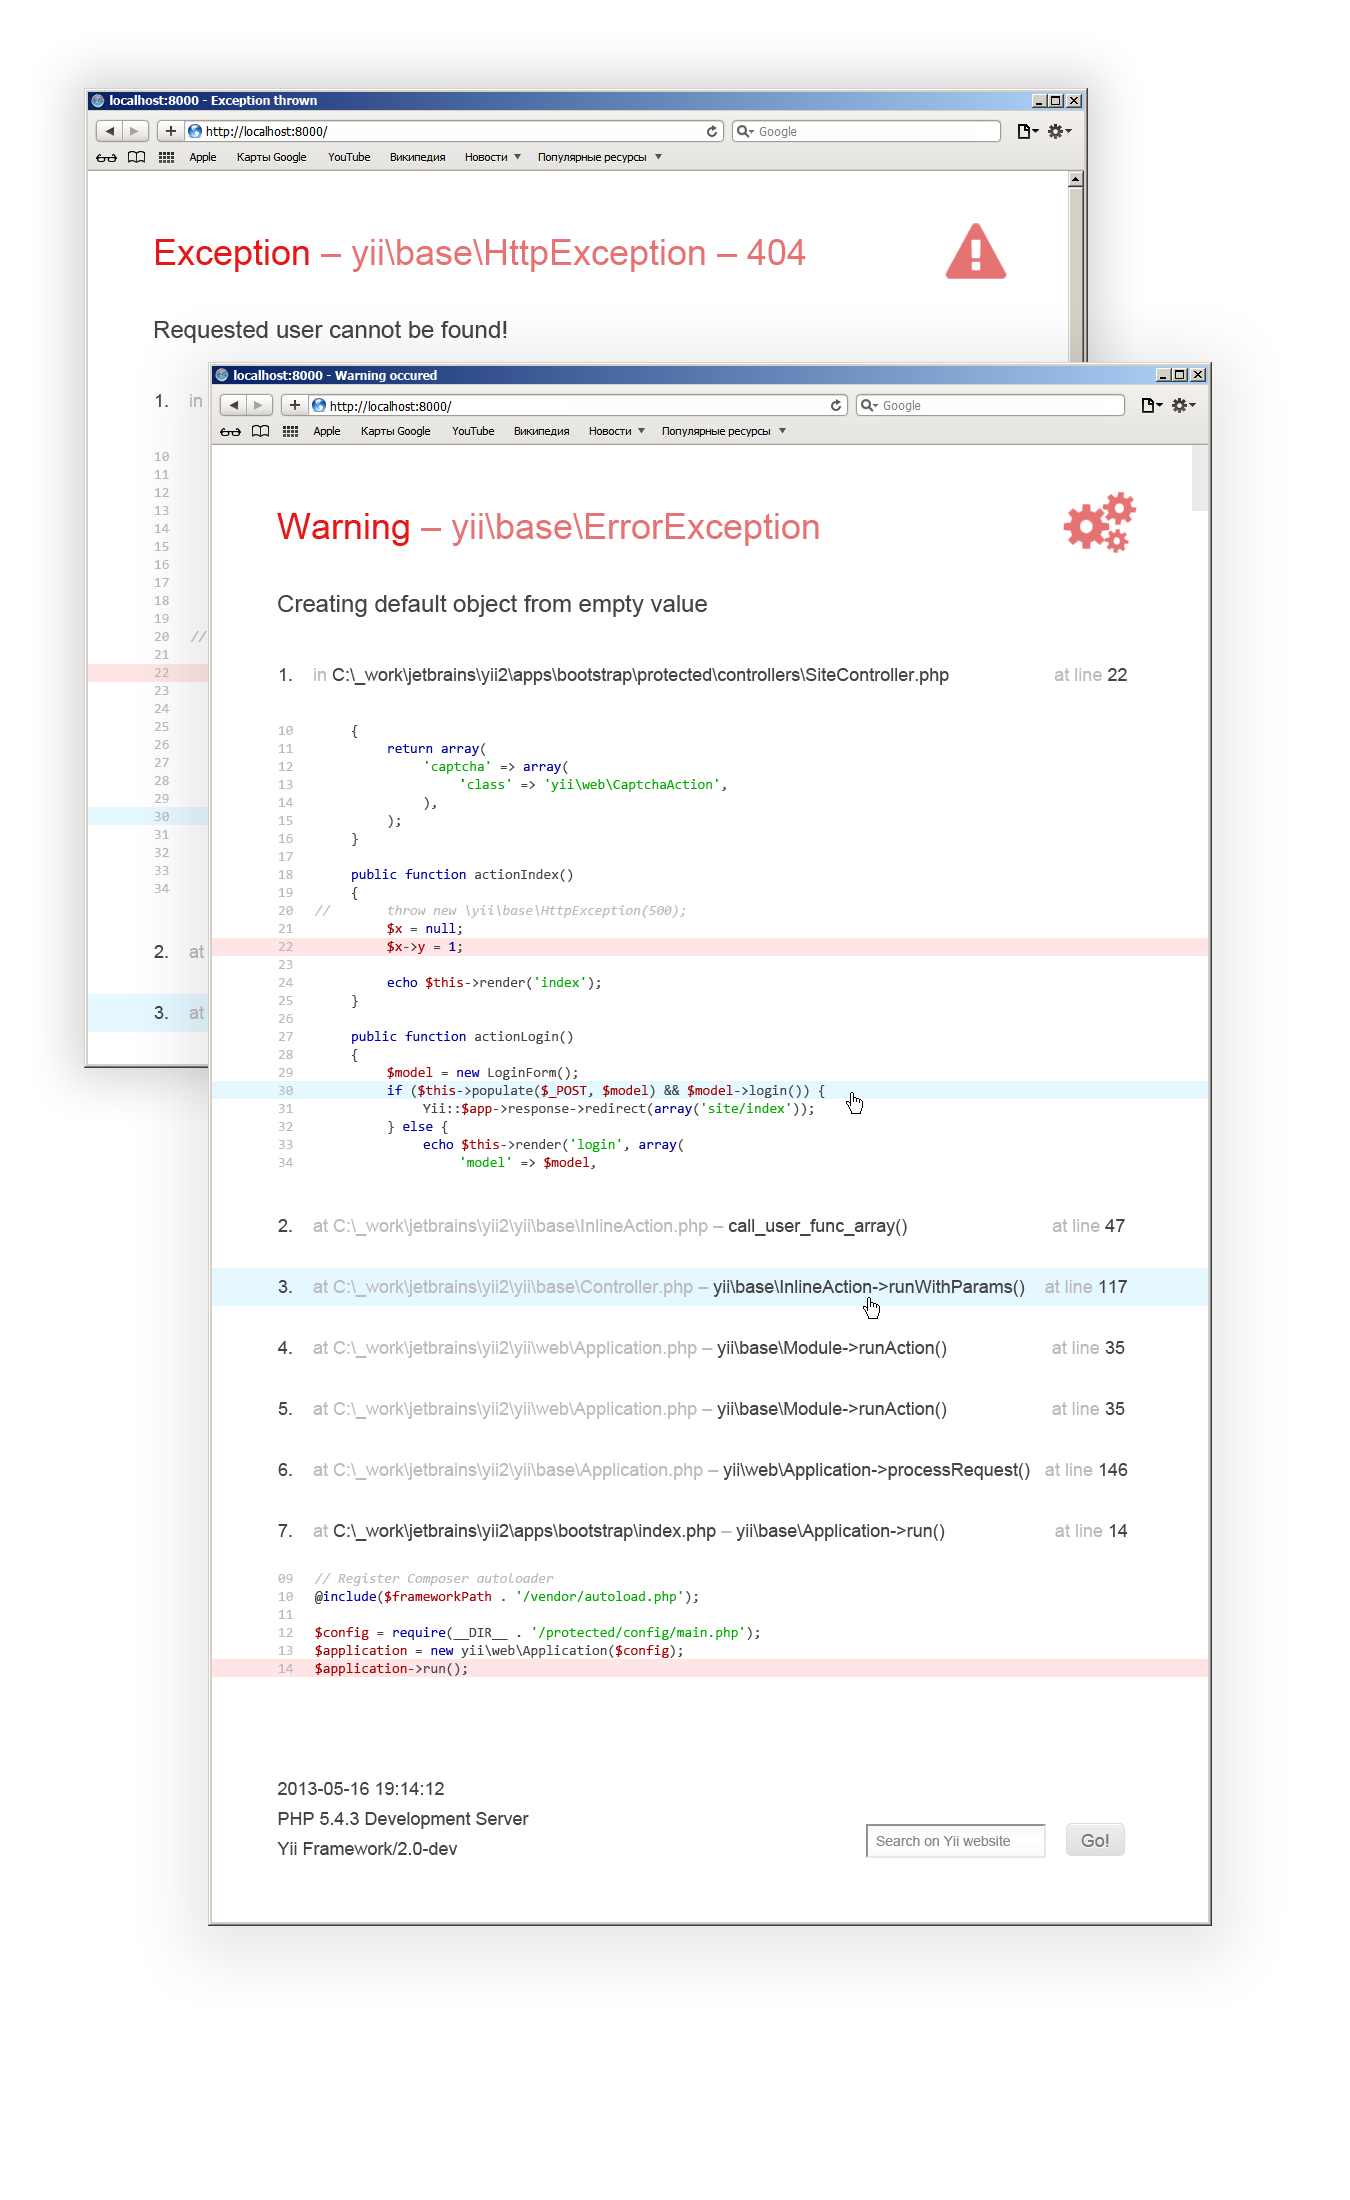 localhost:8000 - Exception thrown
http://localhost:8000/
Google
Apple Карты Google YouTube Википедия Новости Популярные ресурсы
Exception – yii\base\HttpException – 404
Requested user cannot be found!
1. in
10
11
12
13
14
15
16
17
18
19
20 //
21
22
23
24
25
26
27
28
29
30
31
32
33
34
2. at
3. at
localhost:8000 - Warning occured
http://localhost:8000/
Google
Apple Карты Google YouTube Википедия Новости Популярные ресурсы
Warning – yii\base\ErrorException
Creating default object from empty value
1. in C:\_work\jetbrains\yii2\apps\bootstrap\protected\controllers\SiteController.php at line 22
10 {
11 return array(
12 'captcha' => array(
13 'class' => 'yii\web\CaptchaAction',
14 ),
15 );
16 }
17
18 public function actionIndex()
19 {
20 // throw new \yii\base\HttpException(500);
21 $x = null;
22 $x->y = 1;
23
24 echo $this->render('index');
25 }
26
27 public function actionLogin()
28 {
29 $model = new LoginForm();
30 if ($this->populate($_POST, $model) && $model->login()) {
31 Yii::$app->response->redirect(array('site/index'));
32 } else {
33 echo $this->render('login', array(
34 'model' => $model,
2. at C:\_work\jetbrains\yii2\yii\base\InlineAction.php – call_user_func_array() at line 47
3. at C:\_work\jetbrains\yii2\yii\base\Controller.php – yii\base\InlineAction->runWithParams() at line 117
4. at C:\_work\jetbrains\yii2\yii\web\Application.php – yii\base\Module->runAction() at line 35
5. at C:\_work\jetbrains\yii2\yii\web\Application.php – yii\base\Module->runAction() at line 35
6. at C:\_work\jetbrains\yii2\yii\base\Application.php – yii\web\Application->processRequest() at line 146
7. at C:\_work\jetbrains\yii2\apps\bootstrap\index.php – yii\base\Application->run() at line 14
09 // Register Composer autoloader
10 @include($frameworkPath . '/vendor/autoload.php');
11
12 $config = require(__DIR__ . '/protected/config/main.php');
13 $application = new yii\web\Application($config);
14 $application->run();
2013-05-16 19:14:12
PHP 5.4.3 Development Server
Yii Framework/2.0-dev
Search on Yii website Go!